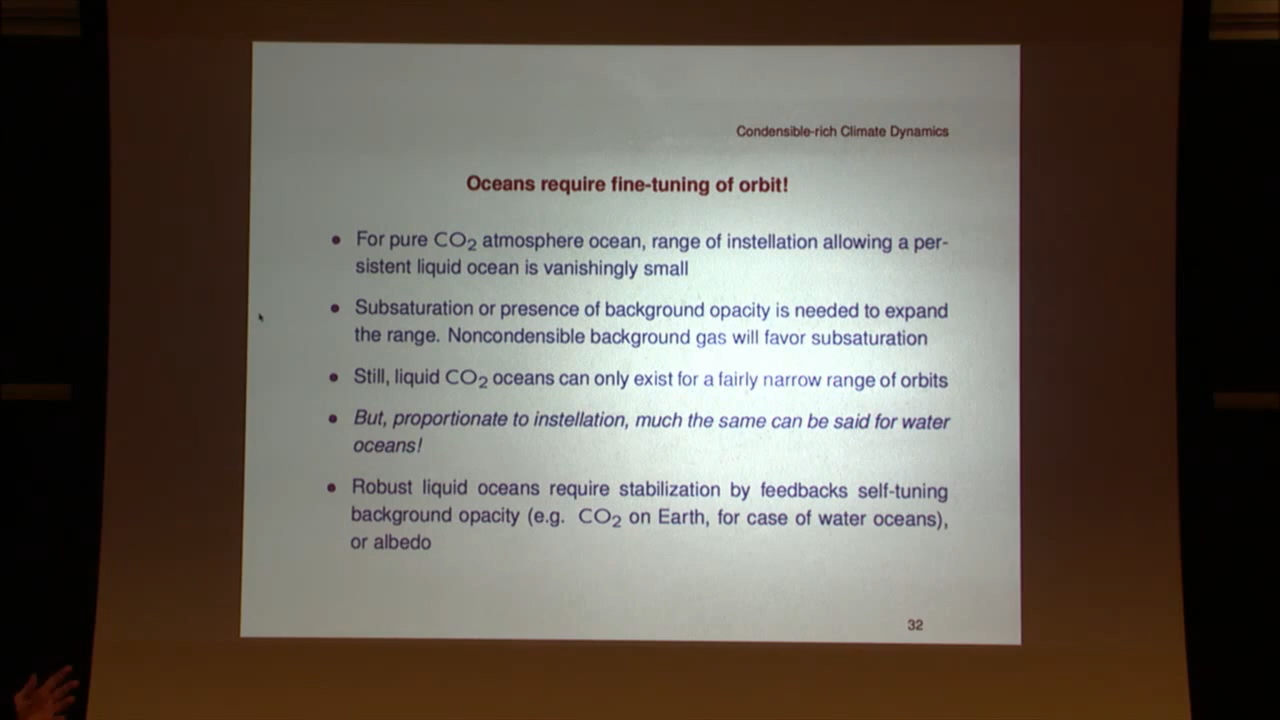 Condensible-rich Climate Dynamics
Oceans require fine-tuning of orbit!
• For pure CO₂ atmosphere ocean, range of instellation allowing a per-
sistent liquid ocean is vanishingly small
• Subsaturation or presence of background opacity is needed to expand
the range. Noncondensible background gas will favor subsaturation
• Still, liquid CO₂ oceans can only exist for a fairly narrow range of orbits
• But, proportionate to instellation, much the same can be said for water
oceans!
• Robust liquid oceans require stabilization by feedbacks self-tuning
background opacity (e.g. CO₂ on Earth, for case of water oceans),
or albedo
32